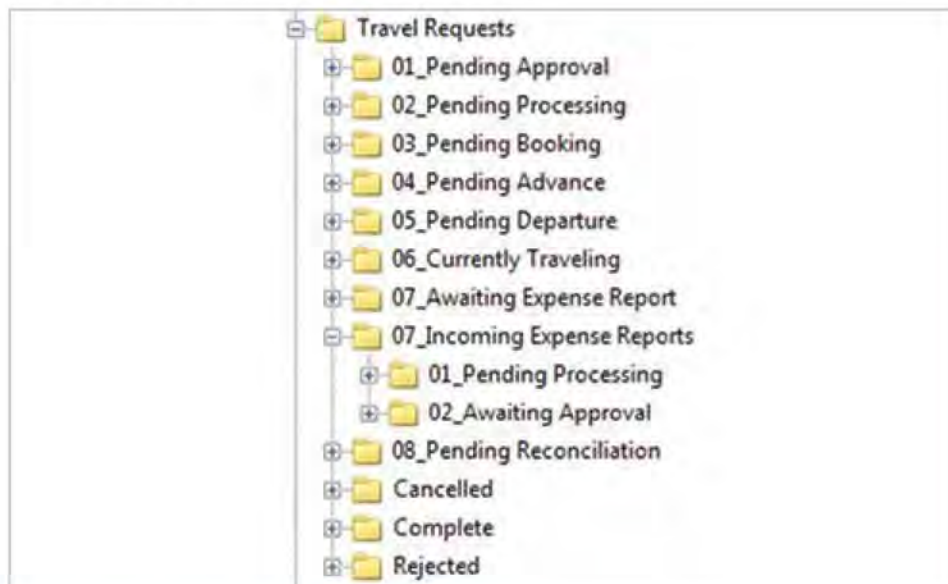 Travel Requests
01_Pending Approval
02_Pending Processing
03_Pending Booking
04_Pending Advance
05_Pending Departure
06_Currently Traveling
07_Awaiting Expense Report
07_Incoming Expense Reports
01_Pending Processing
02_Awaiting Approval
08_Pending Reconciliation
Cancelled
Complete
Rejected